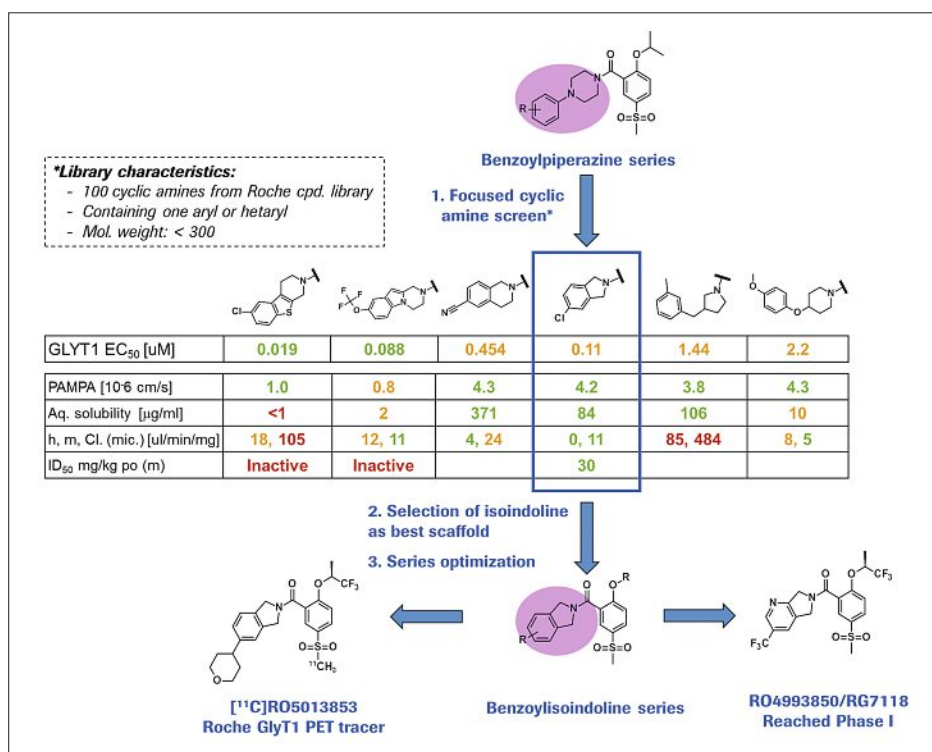 Benzoylpiperazine series
*Library characteristics:
- 100 cyclic amines from Roche cpd. library
- Containing one aryl or hetaryl
- Mol. weight: < 300
1. Focused cyclic
amine screen*
GLYT1 EC50 [uM] 0.019 0.088 0.454 0.11 1.44 2.2
PAMPA [10-6 cm/s] 1.0 0.8 4.3 4.2 3.8 4.3
Aq. solubility [µg/ml] <1 2 371 84 106 10
h, m, Cl. (mic.) [ul/min/mg] 18, 105 12, 11 4, 24 0, 11 85, 484 8, 5
ID50 mg/kg po (m) Inactive Inactive 30
2. Selection of isoindoline
as best scaffold
3. Series optimization
[11C]RO5013853
Roche GlyT1 PET tracer
Benzoylisoindoline series
RO4993850/RG7118
Reached Phase I